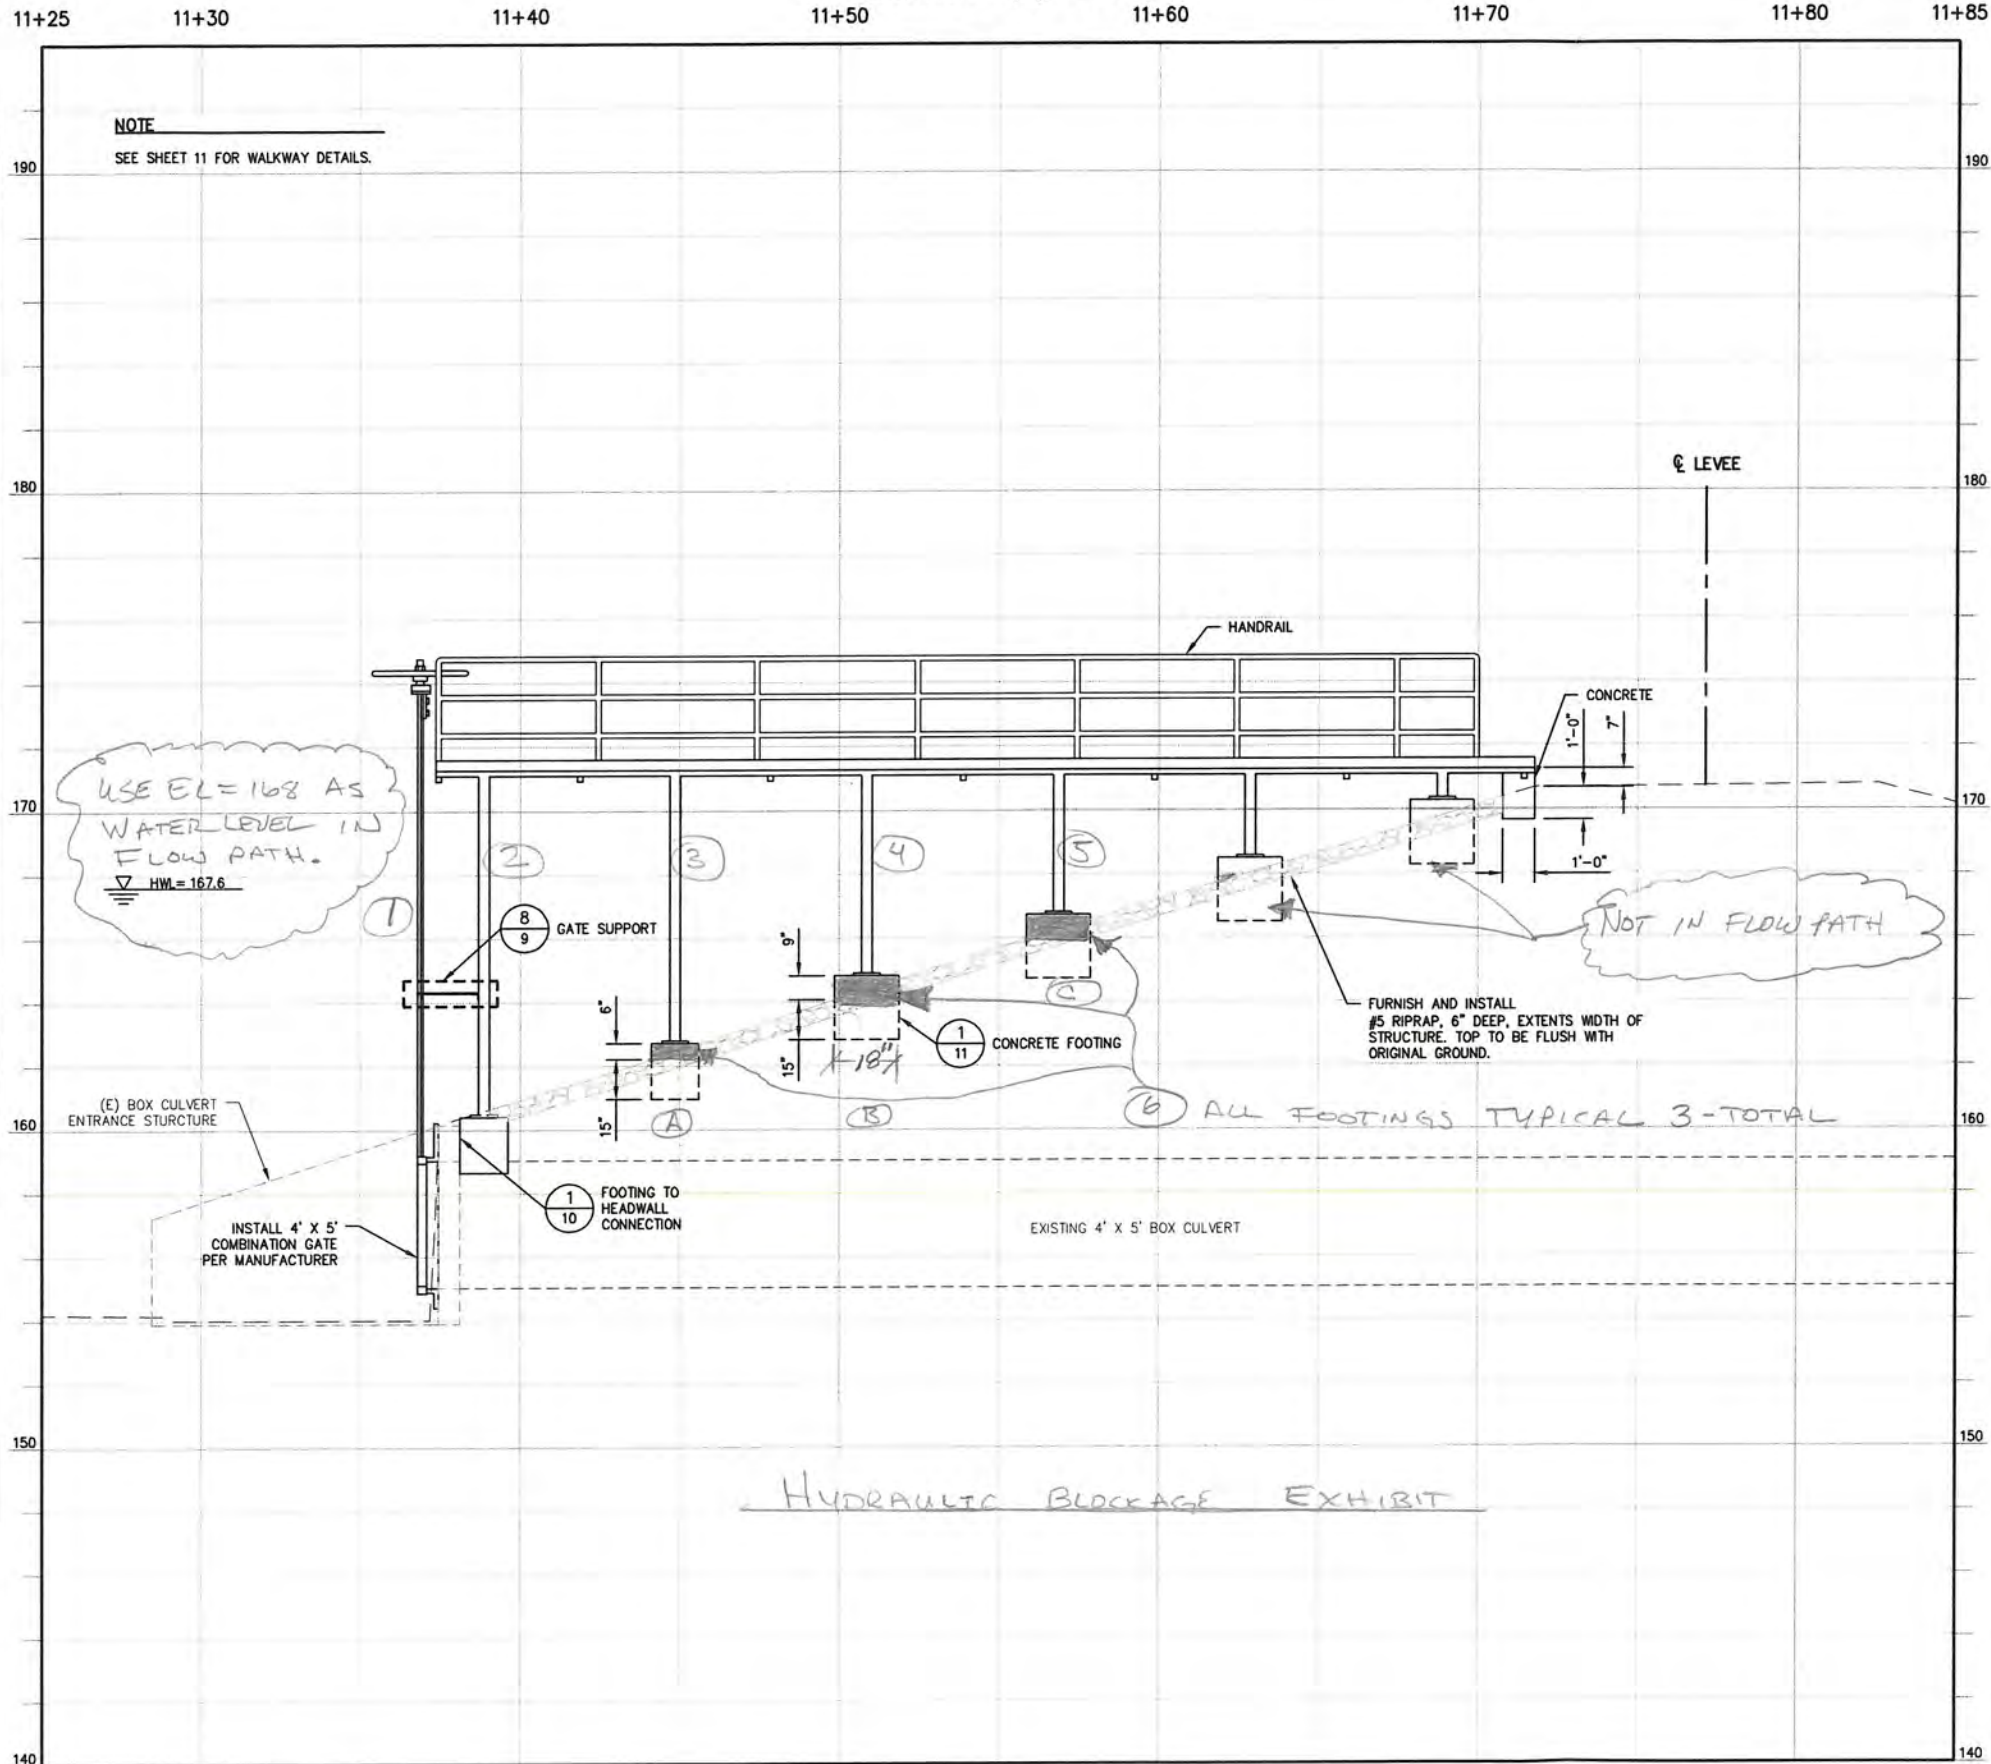 11+25 11+30 11+40 11+50 11+60 11+70 11+80 11+85
NOTE
SEE SHEET 11 FOR WALKWAY DETAILS.
190 190
℄ LEVEE
180 180
HANDRAIL
CONCRETE
1'-0"
7"
USE EL=168 AS
WATER LEVEL IN
FLOW PATH.
HWL= 167.6
170 170
1
2
3
4
5
1'-0"
NOT IN FLOW PATH
8
9
GATE SUPPORT
9"
15"
18"
6"
15"
C
1
11
CONCRETE FOOTING
FURNISH AND INSTALL
#5 RIPRAP, 6" DEEP, EXTENTS WIDTH OF
STRUCTURE. TOP TO BE FLUSH WITH
ORIGINAL GROUND.
(E) BOX CULVERT
ENTRANCE STURCTURE
A
B
6 ALL FOOTINGS TYPICAL 3-TOTAL
160 160
1
10
FOOTING TO
HEADWALL
CONNECTION
INSTALL 4' X 5'
COMBINATION GATE
PER MANUFACTURER
EXISTING 4' X 5' BOX CULVERT
150 150
HYDRAULIC BLOCKAGE EXHIBIT
140 140